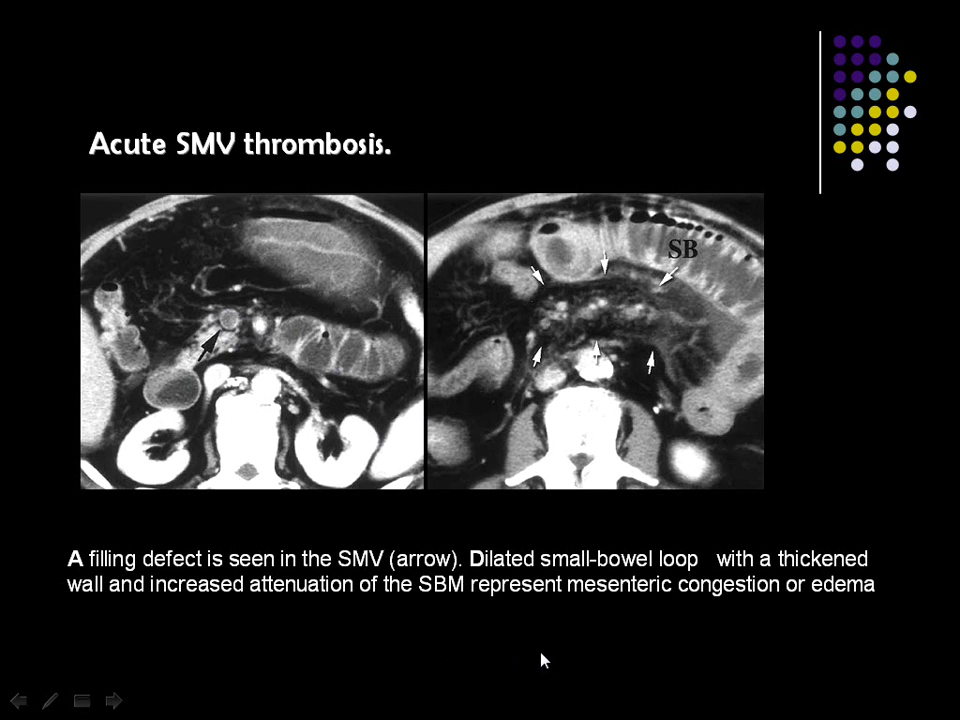 Acute SMV thrombosis.
SB
A filling defect is seen in the SMV (arrow). Dilated small-bowel loop   with a thickened
wall and increased attenuation of the SBM represent mesenteric congestion or edema